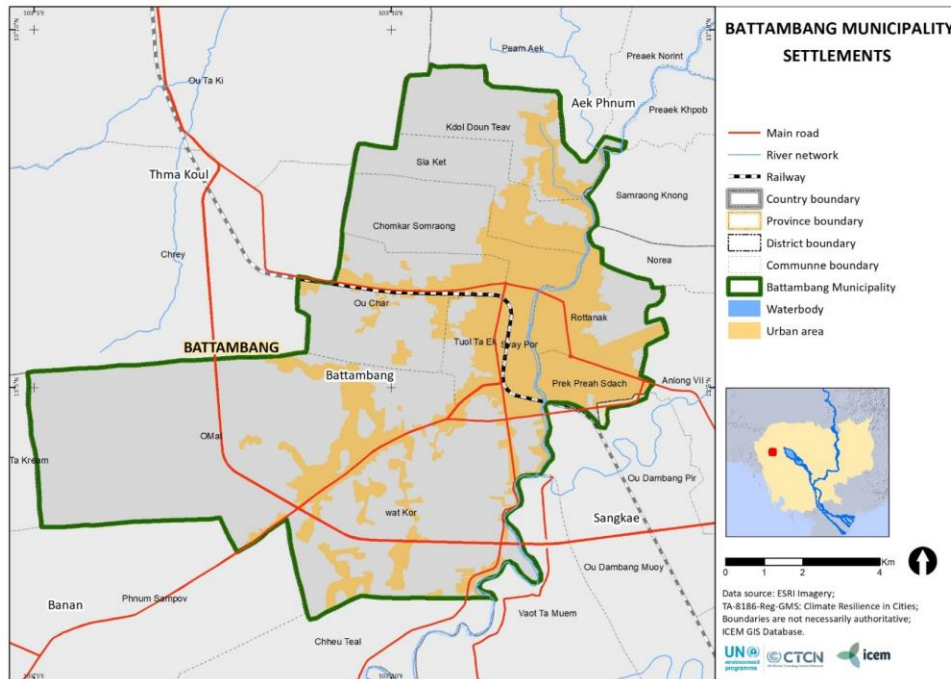 BATTAMBANG MUNICIPALITY
SETTLEMENTS
Main road
River network
Railway
Country boundary
Province boundary
District boundary
Communne boundary
Battambang Municipality
Waterbody
Urban area
Peam Aek
Preaek Norint
Ou Ta Ki
Aek Phnum
Preaek Khpob
Kdol Doun Teav
Sla Ket
Thma Koul
Samraong Knong
Chomkar Somraong
Chrey
Norea
Ou Char
Rottanak
BATTAMBANG
Tuol Ta Ek
Svay Por
Battambang
Prek Preah Sdach
Anlong Vil
OMal
Ta Kream
Ou Dambang Pir
wat Kor
Sangkae
Ou Dambang Muoy
Banan
Phnum Sampov
Vaot Ta Muem
Chheu Teal
Km
0 1 2 4
Data source: ESRI Imagery;
TA-8186-Reg-GMS: Climate Resilience in Cities;
Boundaries are not necessarily authoritative;
ICEM GIS Database.
UN
environment
programme
CTCN
icem